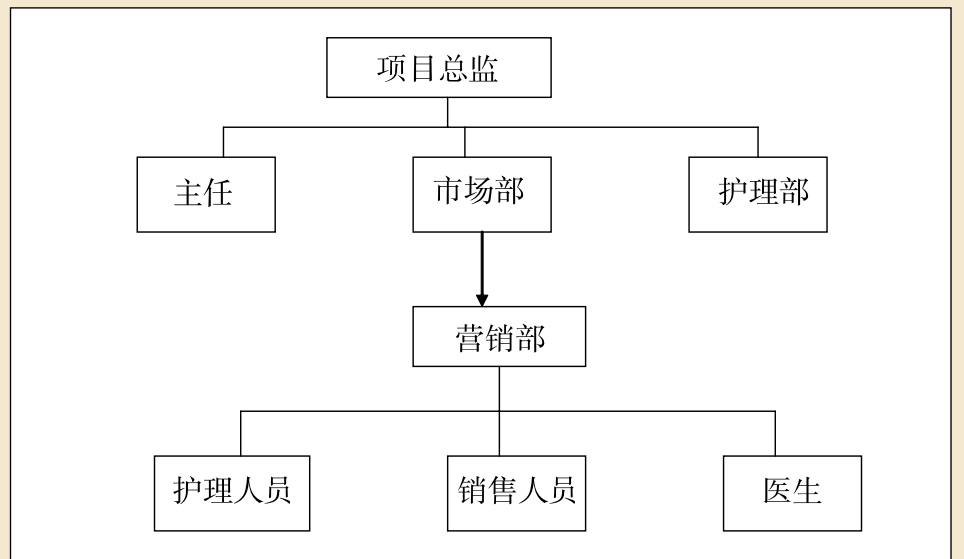 项目总监
主任
市场部
护理部
营销部
护理人员
销售人员
医生